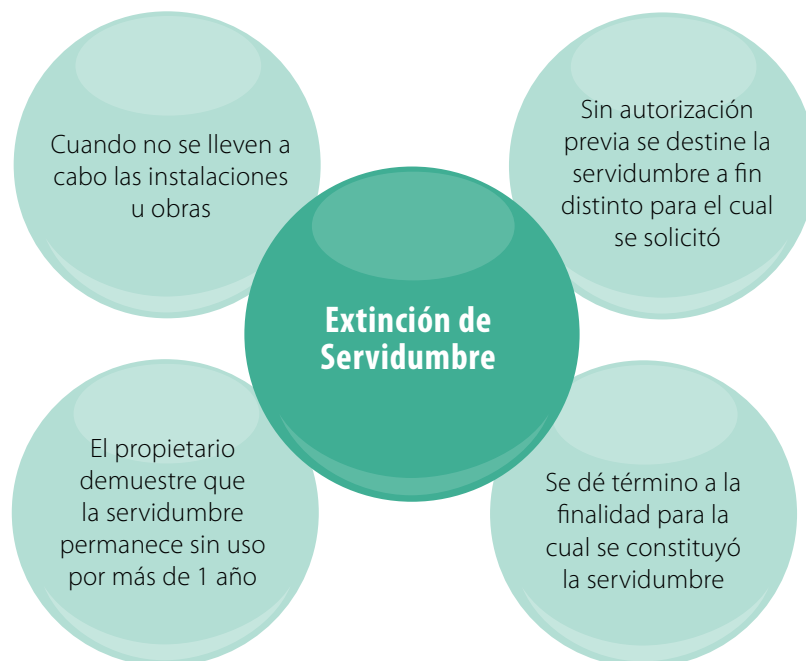 Cuando no se lleven a
cabo las instalaciones
u obras
Sin autorización
previa se destine la
servidumbre a fin
distinto para el cual
se solicitó
Extinción de
Servidumbre
El propietario
demuestre que
la servidumbre
permanece sin uso
por más de 1 año
Se dé término a la
finalidad para la
cual se constituyó
la servidumbre